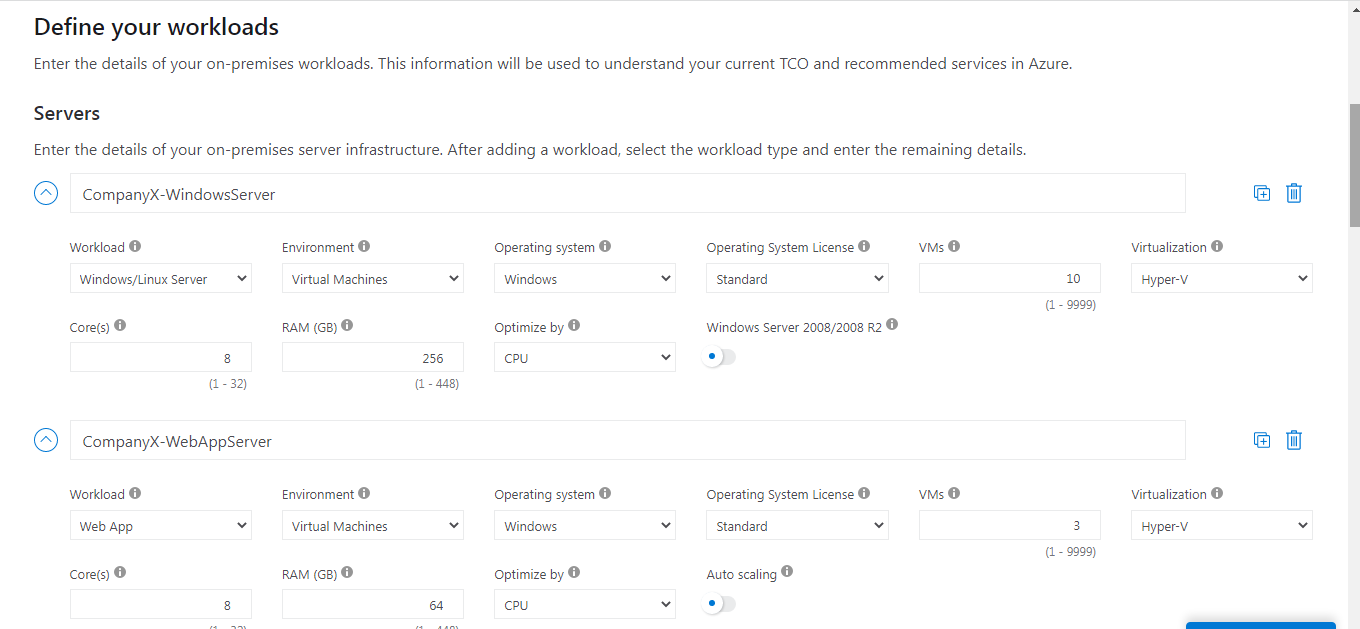 Define your workloads
Enter the details of your on-premises workloads. This information will be used to understand your current TCO and recommended services in Azure.
Servers
Enter the details of your on-premises server infrastructure. After adding a workload, select the workload type and enter the remaining details.
CompanyX-WindowsServer
Workload Environment Operating system Operating System License VMs Virtualization
Windows/Linux Server Virtual Machines Windows Standard 10 Hyper-V
(1 - 9999)
Core(s) RAM (GB) Optimize by Windows Server 2008/2008 R2
8 256 CPU
(1 - 32) (1 - 448)
CompanyX-WebAppServer
Workload Environment Operating system Operating System License VMs Virtualization
Web App Virtual Machines Windows Standard 3 Hyper-V
(1 - 9999)
Core(s) RAM (GB) Optimize by Auto scaling
8 64 CPU
(1 - 32) (1 - 448)